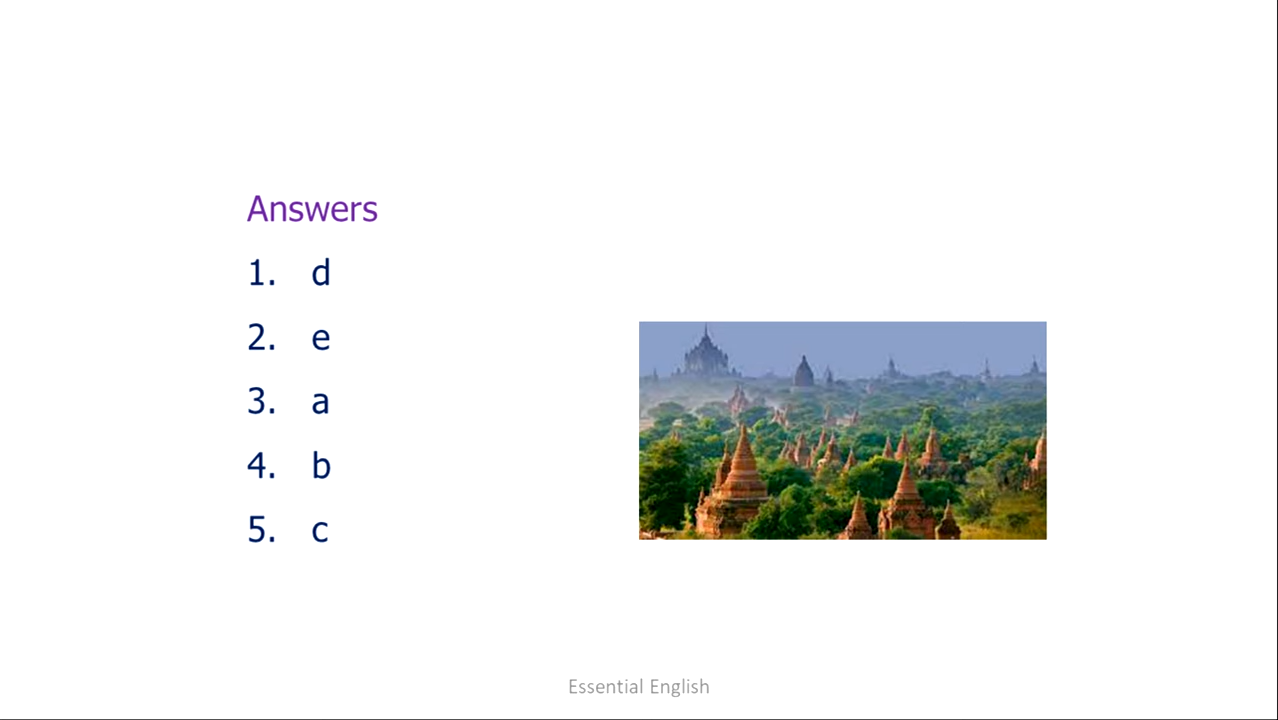 Answers
1. d
2. e
3. a
4. b
5. c
Essential English